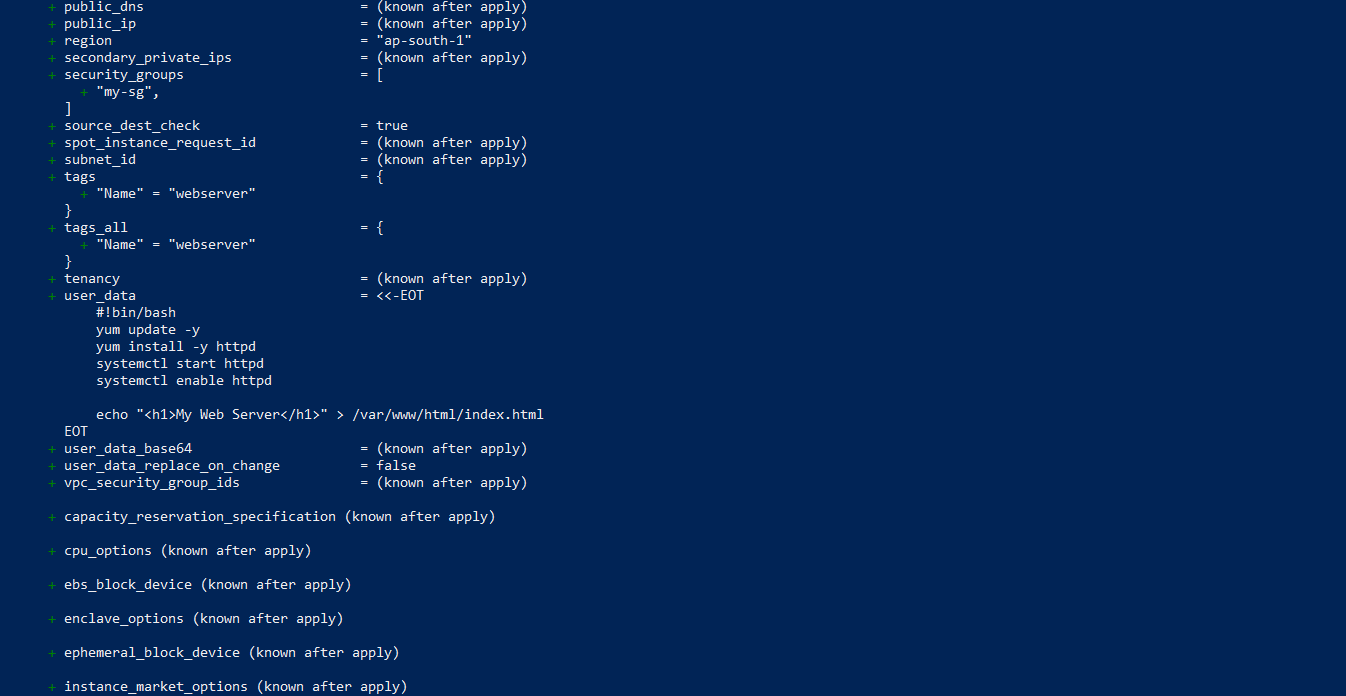 + public_dns = (known after apply)
+ public_ip = (known after apply)
+ region = "ap-south-1"
+ secondary_private_ips = (known after apply)
+ security_groups = [
+ "my-sg",
]
+ source_dest_check = true
+ spot_instance_request_id = (known after apply)
+ subnet_id = (known after apply)
+ tags = {
+ "Name" = "webserver"
}
+ tags_all = {
+ "Name" = "webserver"
}
+ tenancy = (known after apply)
+ user_data = <<-EOT
#!bin/bash
yum update -y
yum install -y httpd
systemctl start httpd
systemctl enable httpd
echo "<h1>My Web Server</h1>" > /var/www/html/index.html
EOT
+ user_data_base64 = (known after apply)
+ user_data_replace_on_change = false
+ vpc_security_group_ids = (known after apply)
+ capacity_reservation_specification (known after apply)
+ cpu_options (known after apply)
+ ebs_block_device (known after apply)
+ enclave_options (known after apply)
+ ephemeral_block_device (known after apply)
+ instance_market_options (known after apply)